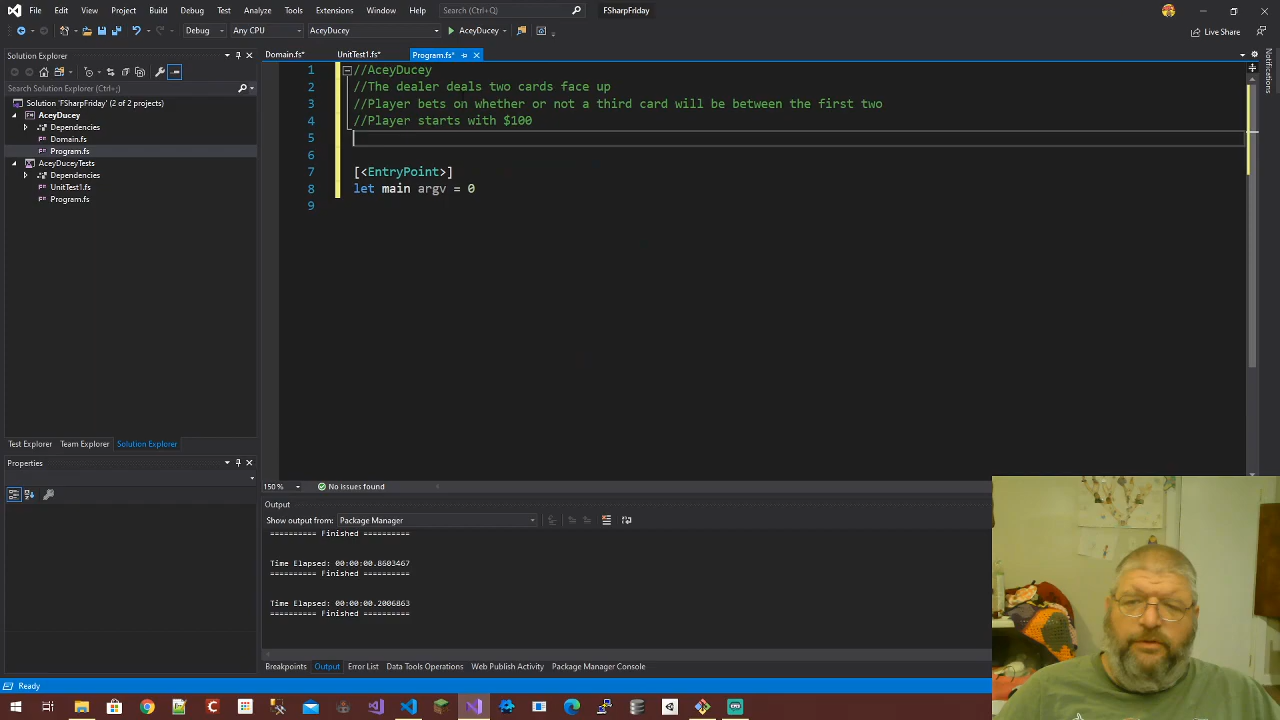 File Edit View Project Build Debug Test Analyze Tools Extensions Window Help Search (Ctrl+Q) FSharpFriday
Debug Any CPU AceyDucey AceyDucey Live Share
Solution Explorer
Search Solution Explorer (Ctrl+;)
Solution 'FSharpFriday' (2 of 2 projects)
AceyDucey
Dependencies
Domain.fs
Program.fs
AceyDuceyTests
Dependencies
UnitTest1.fs
Program.fs
Test Explorer Team Explorer Solution Explorer
Properties
Domain.fs* UnitTest1.fs* Program.fs*
1 //AceyDucey
2 //The dealer deals two cards face up
3 //Player bets on whether or not a third card will be between the first two
4 //Player starts with $100
5
6
7 [<EntryPoint>]
8 let main argv = 0
9
150 % No issues found
Output
Show output from: Package Manager
========== Finished ==========
Time Elapsed: 00:00:00.8603467
========== Finished ==========
Time Elapsed: 00:00:00.2006863
========== Finished ==========
Breakpoints Output Error List Data Tools Operations Web Publish Activity Package Manager Console
Ready
Notifications